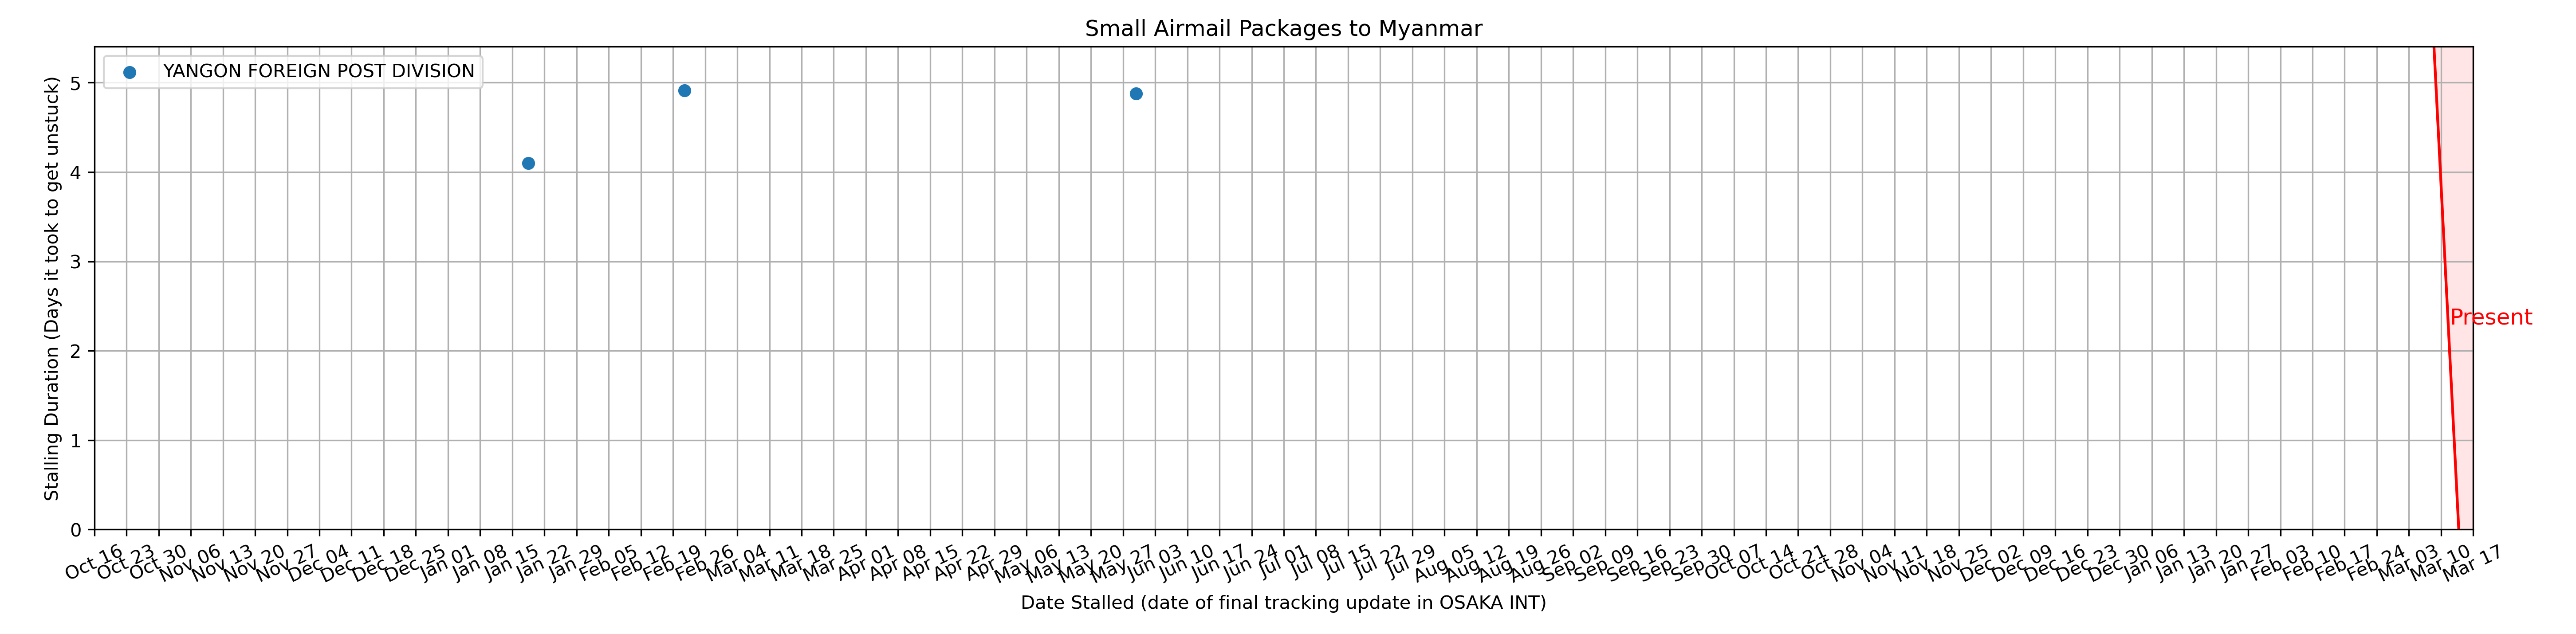 Small Airmail Packages to Myanmar
YANGON FOREIGN POST DIVISION
Stalling Duration (Days it took to get unstuck)
5
4
3
2
1
0
Present
Oct 16
Oct 23
Oct 30
Nov 06
Nov 13
Nov 20
Nov 27
Dec 04
Dec 11
Dec 18
Dec 25
Jan 01
Jan 08
Jan 15
Jan 22
Jan 29
Feb 05
Feb 12
Feb 19
Feb 26
Mar 04
Mar 11
Mar 18
Mar 25
Apr 01
Apr 08
Apr 15
Apr 22
Apr 29
May 06
May 13
May 20
May 27
Jun 03
Jun 10
Jun 17
Jun 24
Jul 01
Jul 08
Jul 15
Jul 22
Jul 29
Aug 05
Aug 12
Aug 19
Aug 26
Sep 02
Sep 09
Sep 16
Sep 23
Sep 30
Oct 07
Oct 14
Oct 21
Oct 28
Nov 04
Nov 11
Nov 18
Nov 25
Dec 02
Dec 09
Dec 16
Dec 23
Dec 30
Jan 06
Jan 13
Jan 20
Jan 27
Feb 03
Feb 10
Feb 17
Feb 24
Mar 03
Mar 10
Mar 17
Date Stalled (date of final tracking update in OSAKA INT)